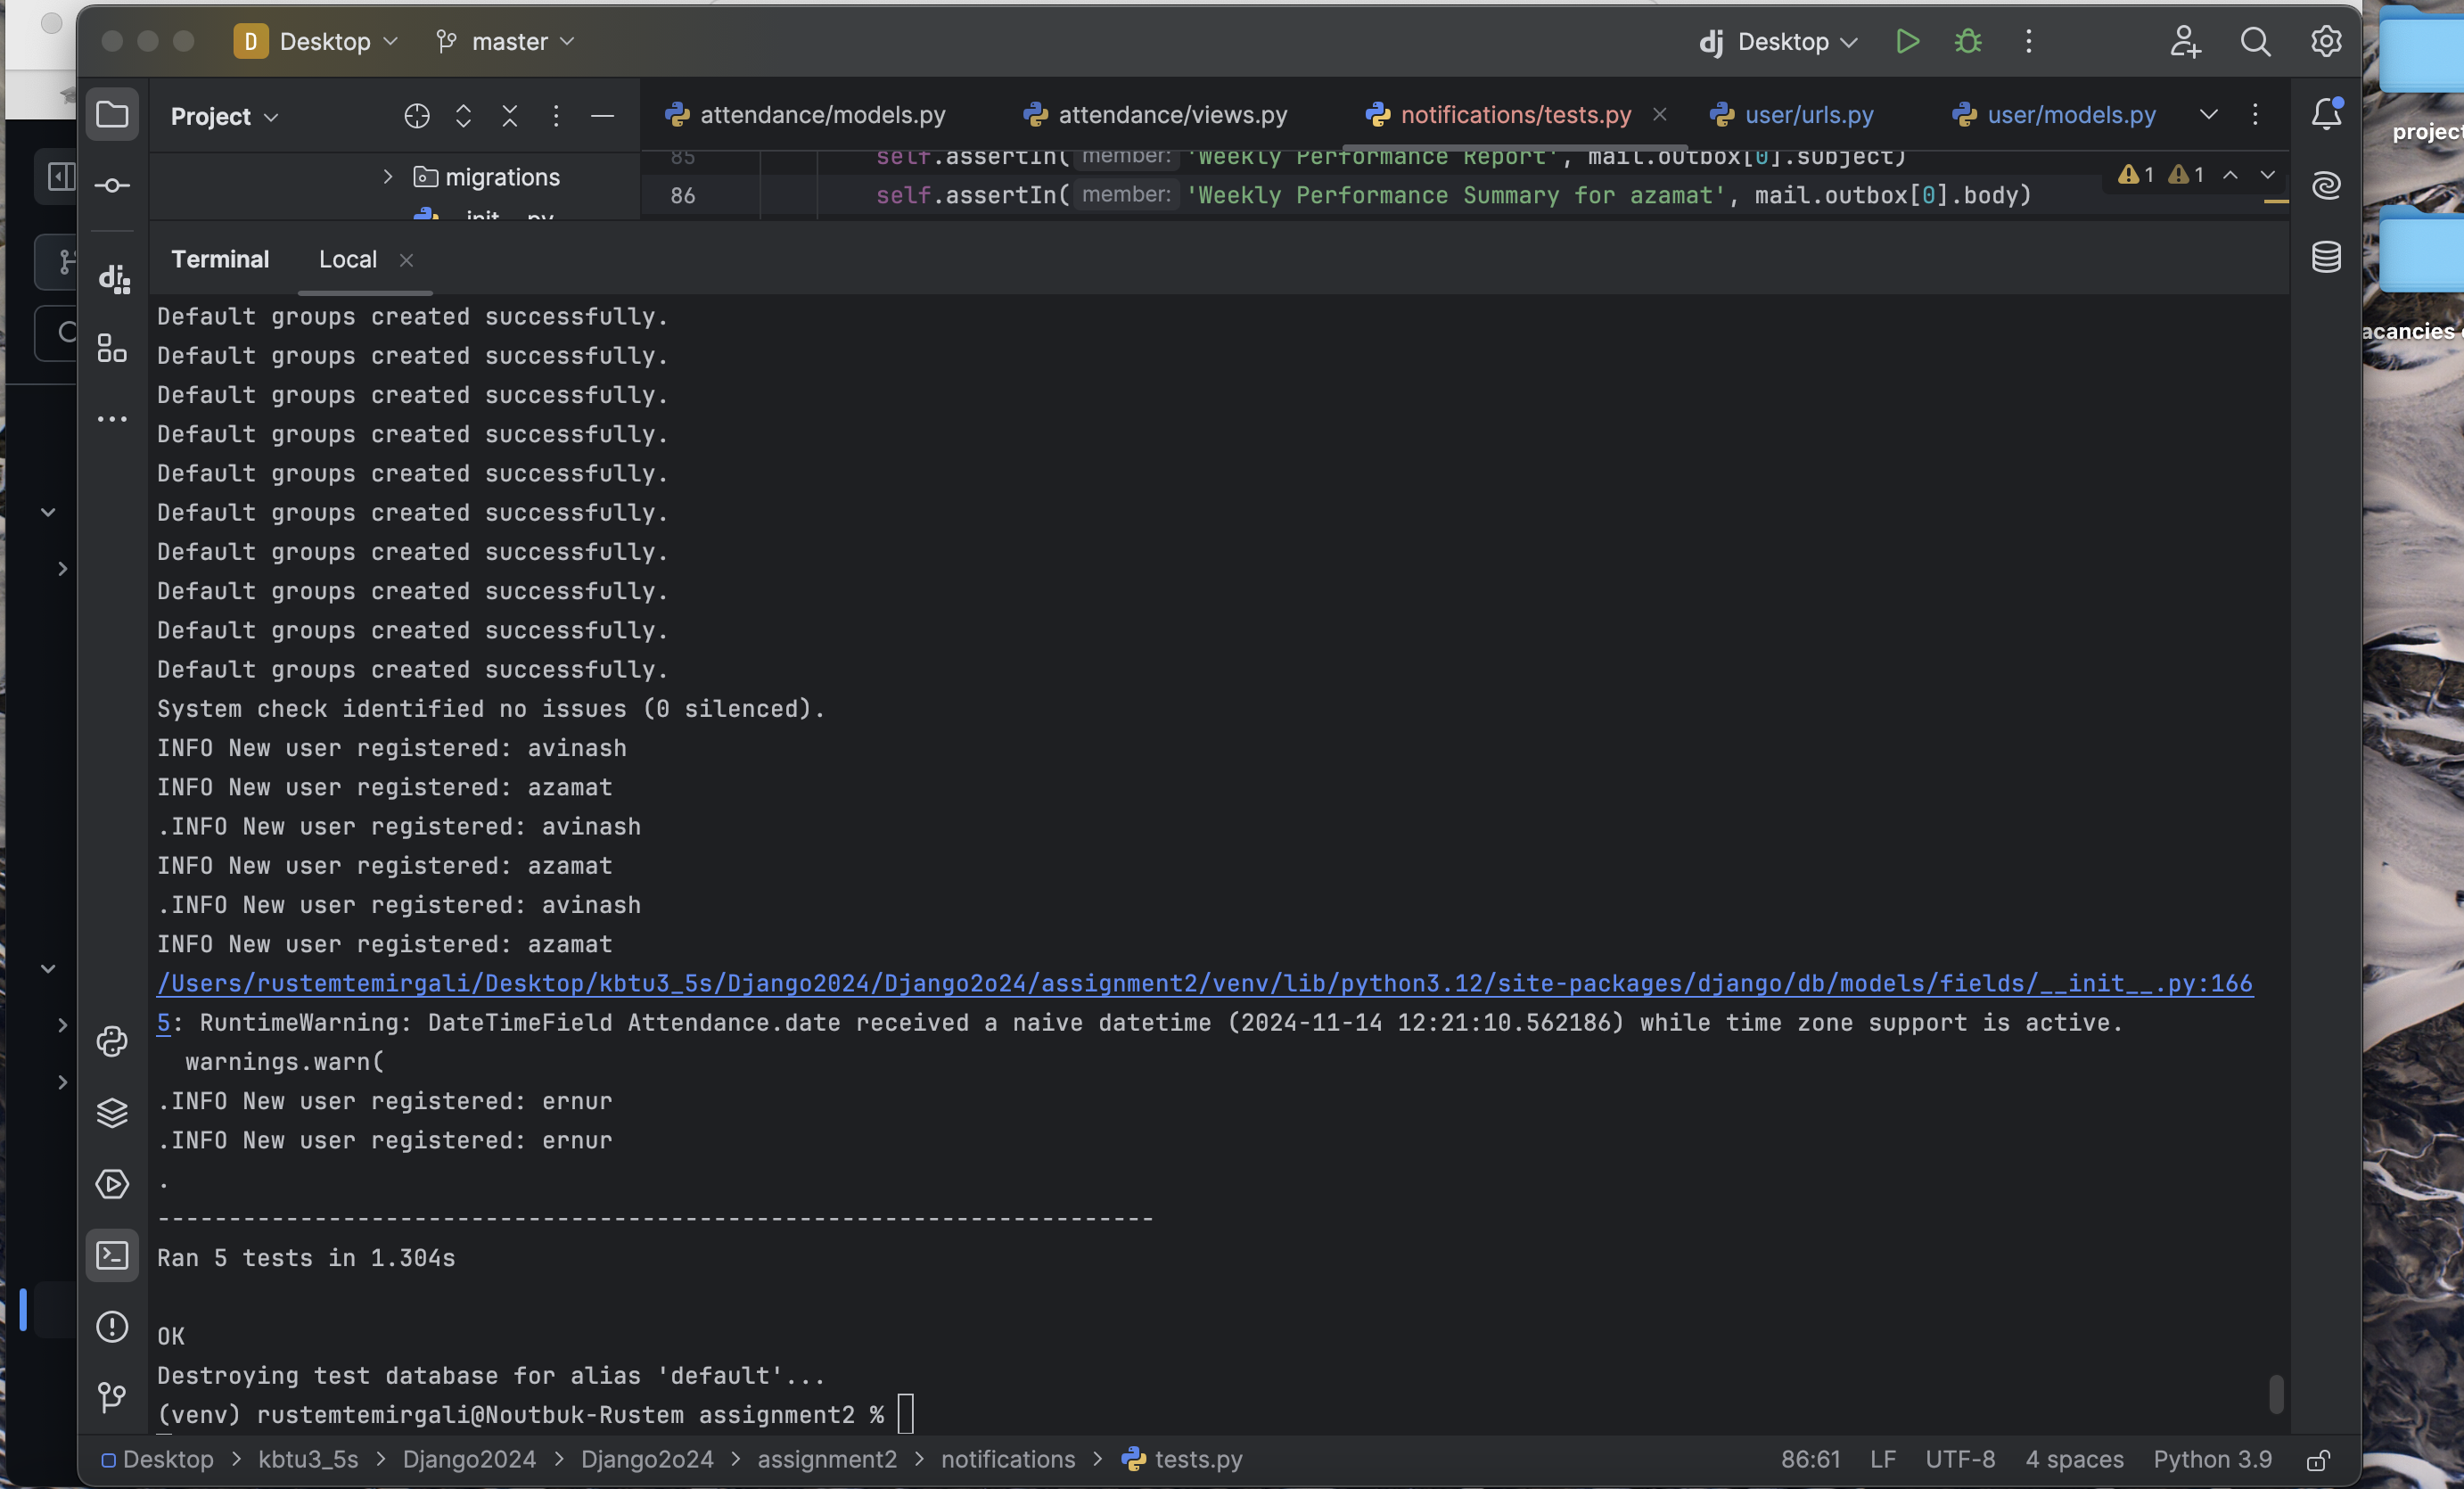 D Desktop master dj Desktop
Project attendance/models.py attendance/views.py notifications/tests.py user/urls.py user/models.py
project
migrations
85 self.assertIn( member: 'Weekly Performance Report', mail.outbox[0].subject)
86 self.assertIn( member: 'Weekly Performance Summary for azamat', mail.outbox[0].body)
1 1
__init__.py
Terminal Local
acancies
Default groups created successfully.
Default groups created successfully.
Default groups created successfully.
Default groups created successfully.
Default groups created successfully.
Default groups created successfully.
Default groups created successfully.
Default groups created successfully.
Default groups created successfully.
Default groups created successfully.
System check identified no issues (0 silenced).
INFO New user registered: avinash
INFO New user registered: azamat
.INFO New user registered: avinash
INFO New user registered: azamat
.INFO New user registered: avinash
INFO New user registered: azamat
/Users/rustemtemirgali/Desktop/kbtu3_5s/Django2024/Django2o24/assignment2/venv/lib/python3.12/site-packages/django/db/models/fields/__init__.py:166
5: RuntimeWarning: DateTimeField Attendance.date received a naive datetime (2024-11-14 12:21:10.562186) while time zone support is active.
warnings.warn(
.INFO New user registered: ernur
.INFO New user registered: ernur
.
----------------------------------------------------------------------
Ran 5 tests in 1.304s
OK
Destroying test database for alias 'default'...
(venv) rustemtemirgali@Noutbuk-Rustem assignment2 %
Desktop > kbtu3_5s > Django2024 > Django2o24 > assignment2 > notifications > tests.py 86:61 LF UTF-8 4 spaces Python 3.9